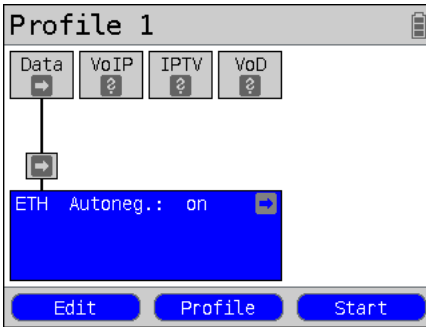 Profile 1
Data VoIP IPTV VoD
? ? ?
ETH Autoneg.: on
Edit Profile Start